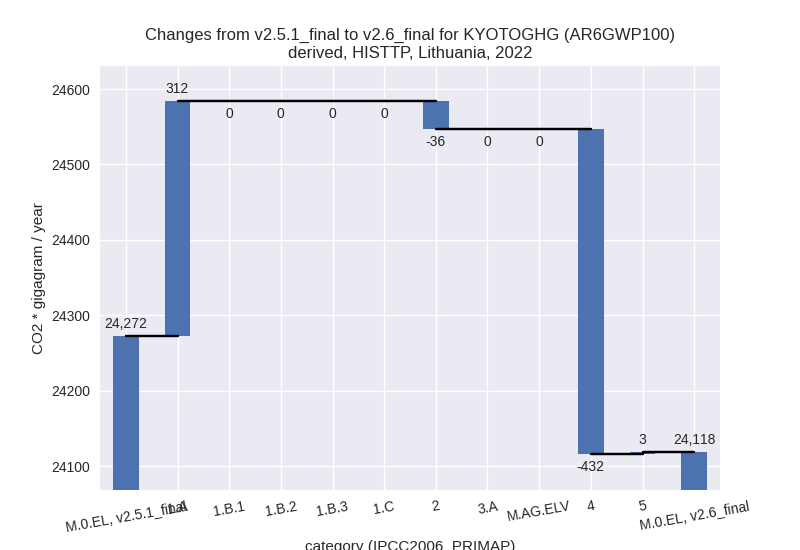 Changes from v2.5.1_final to v2.6_final for KYOTOGHG (AR6GWP100)
derived, HISTTP, Lithuania, 2022
CO2 * gigagram / year
24600
24500
24400
24300
24200
24100
24,272
312
0
0
0
0
-36
0
0
-432
3
24,118
M.0.EL, v2.5.1_final
1.A
1.B.1
1.B.2
1.B.3
1.C
2
3.A
M.AG.ELV
4
5
M.0.EL, v2.6_final
category (IPCC2006_PRIMAP)